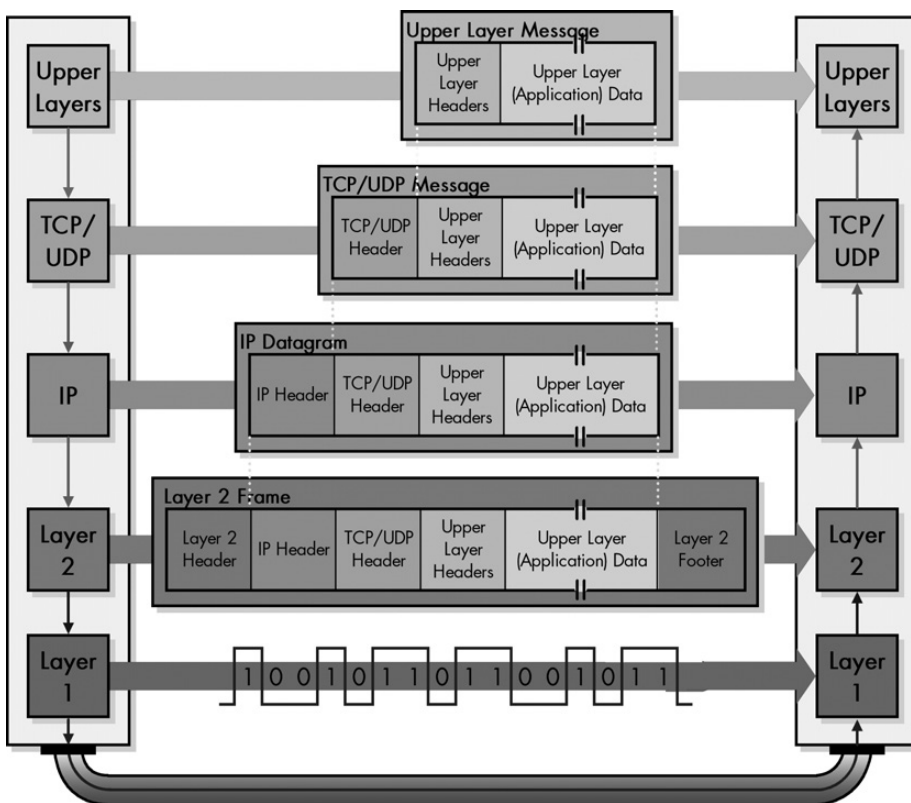 Upper Layer Message
Upper
Layers
Upper
Layer
Headers
Upper Layer
(Application) Data
Upper
Layers
TCP/UDP Message
TCP/
UDP
TCP/UDP
Header
Upper
Layer
Headers
Upper Layer
(Application) Data
TCP/
UDP
IP Datagram
IP
IP Header
TCP/UDP
Header
Upper
Layer
Headers
Upper Layer
(Application) Data
IP
Layer 2 Frame
Layer
2
Layer 2
Header
IP Header
TCP/UDP
Header
Upper
Layer
Headers
Upper Layer
(Application) Data
Layer 2
Footer
Layer
2
Layer
1
1 0 0 1 0 1 1 0 1 1 0 0 1 0 1 1
Layer
1